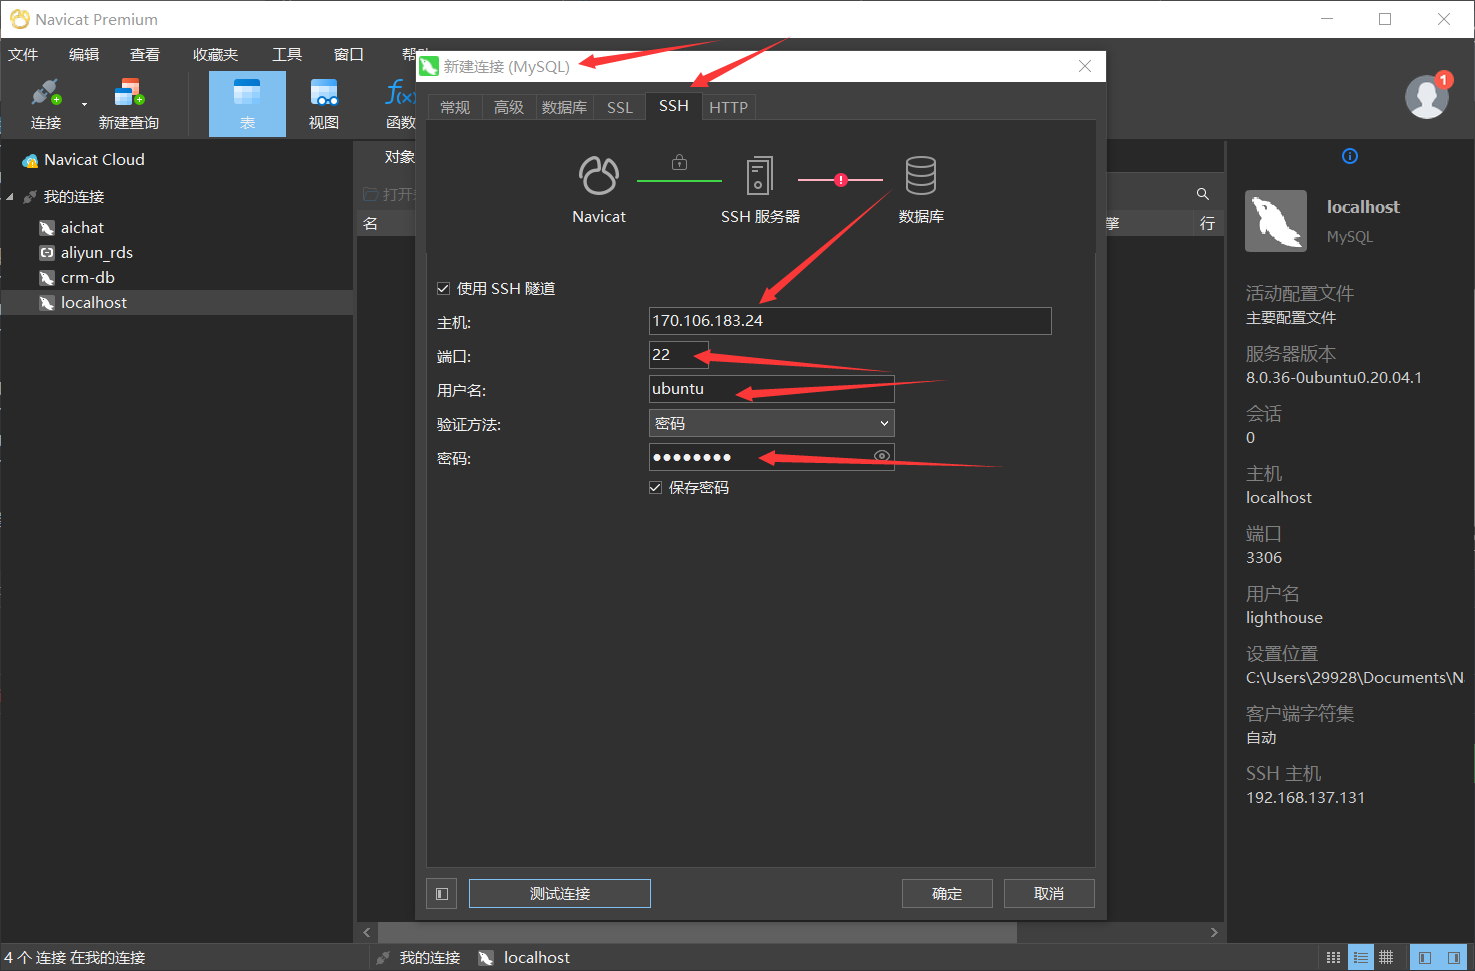 Navicat Premium
文件 编辑 查看 收藏夹 工具 窗口
连接 新建查询 表 视图 函数
1
新建连接 (MySQL)
常规 高级 数据库 SSL SSH HTTP
Navicat SSH 服务器 数据库
使用 SSH 隧道
主机: 170.106.183.24
端口: 22
用户名: ubuntu
验证方法: 密码
密码: ●●●●●●●●
保存密码
测试连接 确定 取消
Navicat Cloud
我的连接
aichat
aliyun_rds
crm-db
localhost
对象
打开
名 擎 行
localhost
MySQL
活动配置文件
主要配置文件
服务器版本
8.0.36-0ubuntu0.20.04.1
会话
0
主机
localhost
端口
3306
用户名
lighthouse
设置位置
C:\Users\29928\Documents\N
客户端字符集
自动
SSH 主机
192.168.137.131
4 个 连接 在我的连接 我的连接 localhost